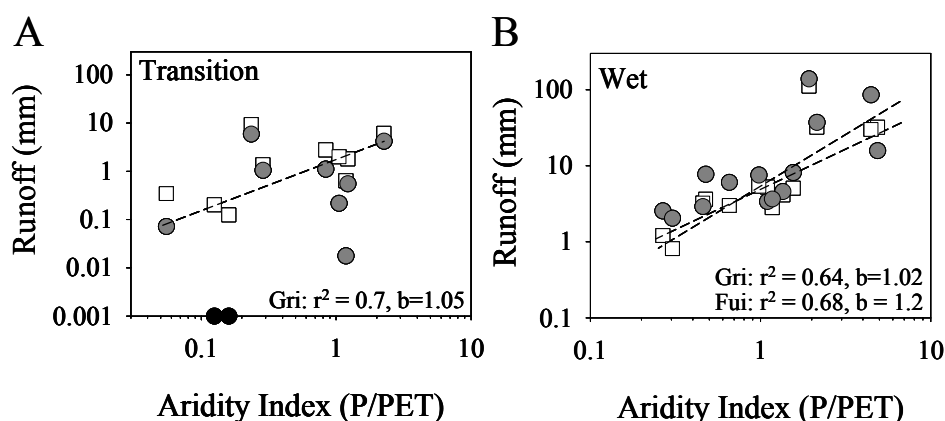 A
Transition
Runoff (mm)
100
10
1
0.1
0.01
0.001
Gri: r² = 0.7, b=1.05
0.1 1 10
Aridity Index (P/PET)
B
Wet
Runoff (mm)
100
10
1
0.1
Gri: r² = 0.64, b=1.02
Fui: r² = 0.68, b = 1.2
0.1 1 10
Aridity Index (P/PET)